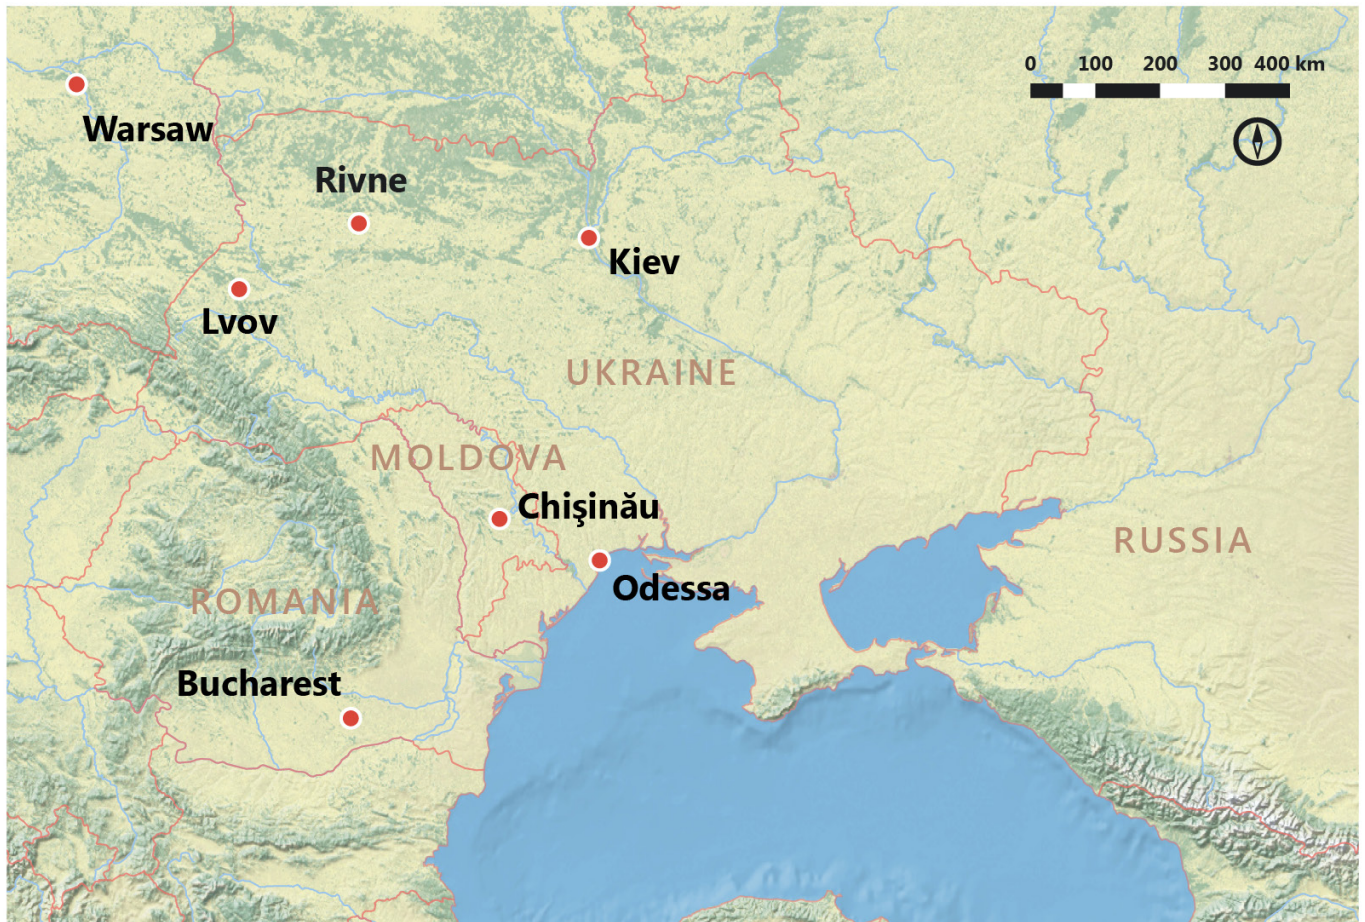 0 100 200 300 400 km
Warsaw
Rivne
Kiev
Lvov
UKRAINE
MOLDOVA
Chişinău
RUSSIA
Odessa
ROMANIA
Bucharest